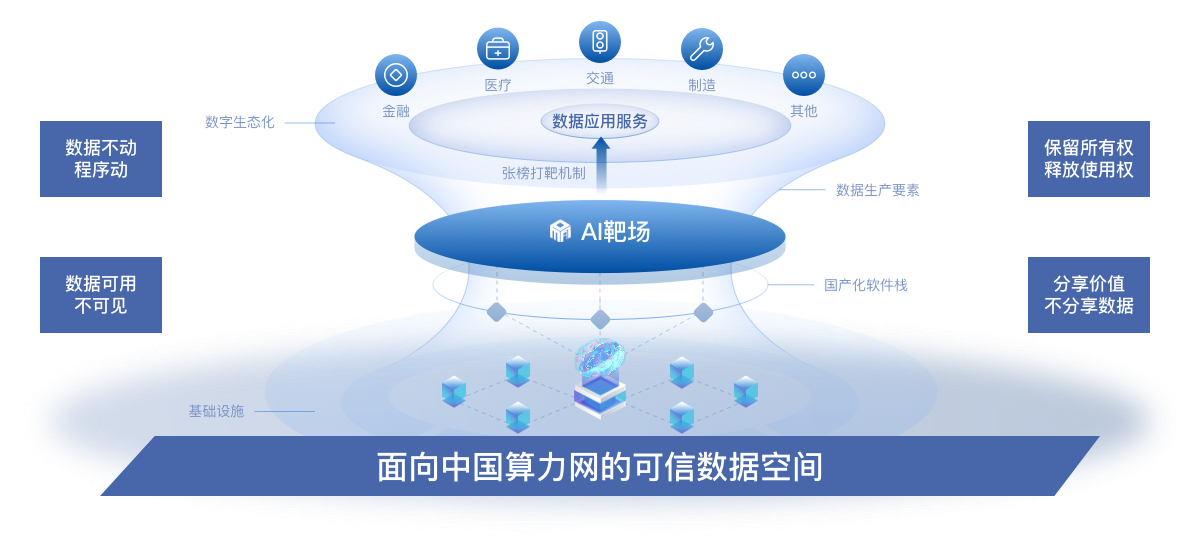 金融
医疗
交通
制造
其他
数字生态化
数据应用服务
数据不动
程序动
保留所有权
释放使用权
张榜打靶机制
数据生产要素
AI靶场
数据可用
不可见
国产化软件栈
分享价值
不分享数据
基础设施
面向中国算力网的可信数据空间